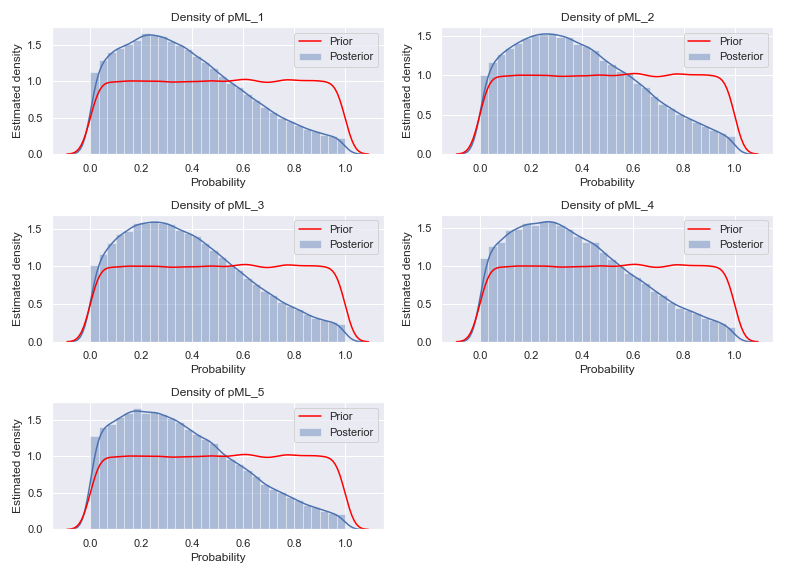 Density of pML_1
Estimated density
1.5
1.0
0.5
0.0
Prior
Posterior
0.0 0.2 0.4 0.6 0.8 1.0
Probability
Density of pML_2
Estimated density
1.5
1.0
0.5
0.0
Prior
Posterior
0.0 0.2 0.4 0.6 0.8 1.0
Probability
Density of pML_3
Estimated density
1.5
1.0
0.5
0.0
Prior
Posterior
0.0 0.2 0.4 0.6 0.8 1.0
Probability
Density of pML_4
Estimated density
1.5
1.0
0.5
0.0
Prior
Posterior
0.0 0.2 0.4 0.6 0.8 1.0
Probability
Density of pML_5
Estimated density
1.5
1.0
0.5
0.0
Prior
Posterior
0.0 0.2 0.4 0.6 0.8 1.0
Probability